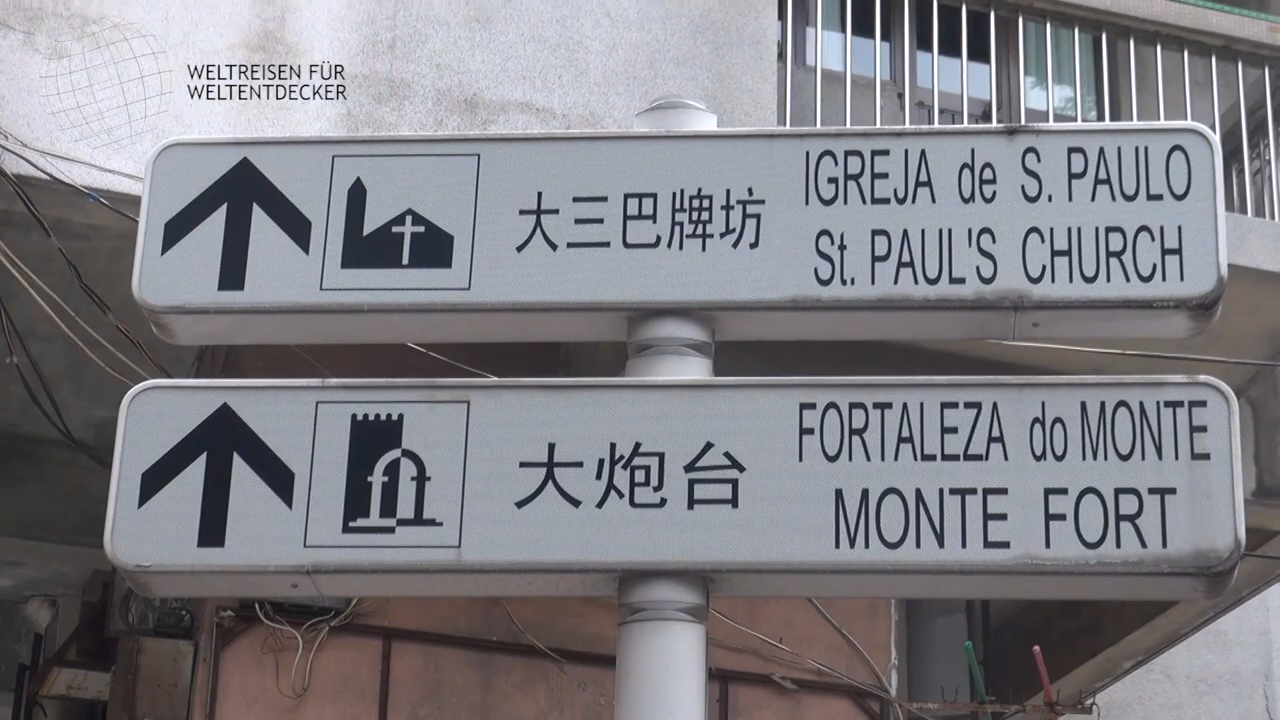 WELTREISEN FÜR
WELTENTDECKER
大三巴牌坊
IGREJA de S. PAULO
St. PAUL'S CHURCH
大炮台
FORTALEZA do MONTE
MONTE FORT